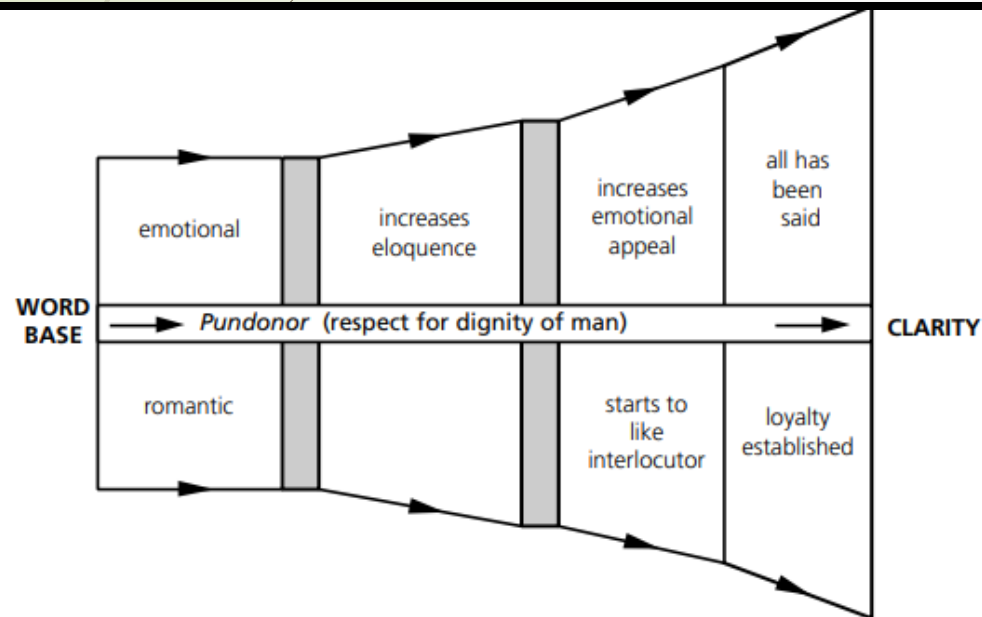 emotional
increases
eloquence
increases
emotional
appeal
all has
been
said
WORD
BASE
Pundonor (respect for dignity of man)
CLARITY
romantic
starts to
like
interlocutor
loyalty
established